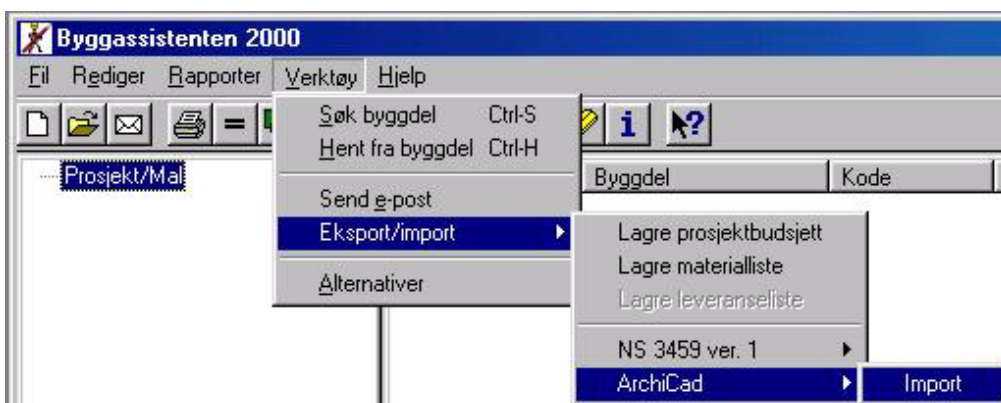 Byggassistenten 2000
Fil Rediger Rapporter Verktøy Hjelp
Søk byggdel Ctrl-S
Hent fra byggdel Ctrl-H
Send e-post
Eksport/import
Alternativer
Prosjekt/Mal
Byggdel Kode
Lagre prosjektbudsjett
Lagre materialliste
Lagre leveranseliste
NS 3459 ver. 1
ArchiCad
Import